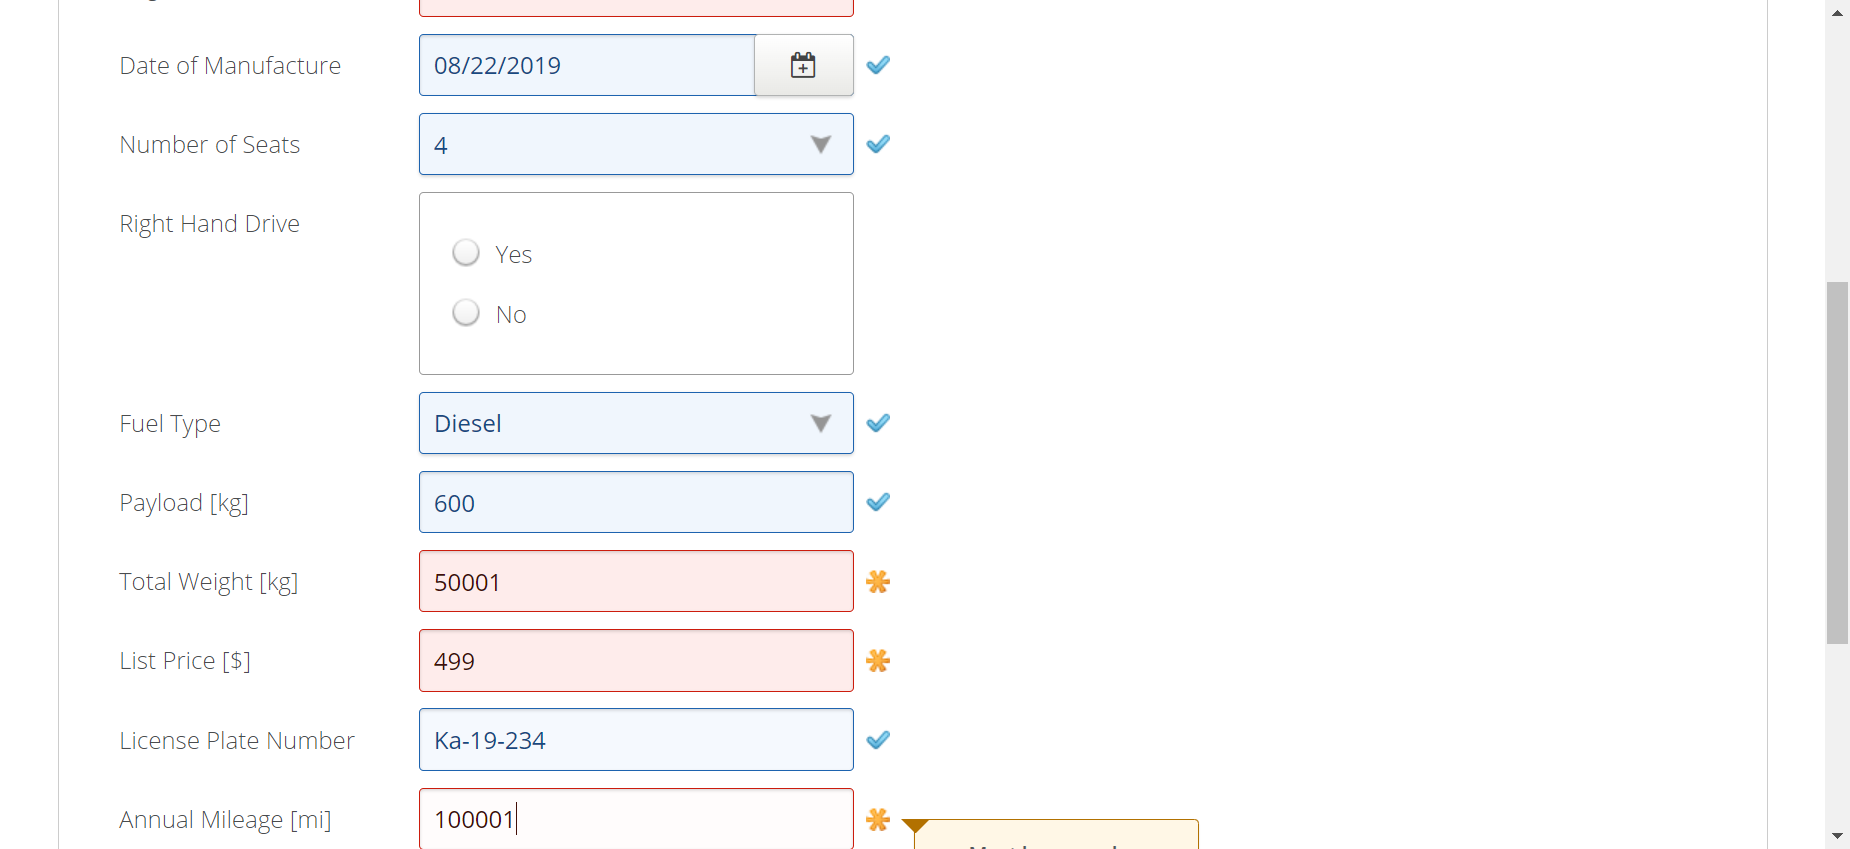 Date of Manufacture
08/22/2019
Number of Seats
4
Right Hand Drive
Yes
No
Fuel Type
Diesel
Payload [kg]
600
Total Weight [kg]
50001
List Price [$]
499
License Plate Number
Ka-19-234
Annual Mileage [mi]
100001